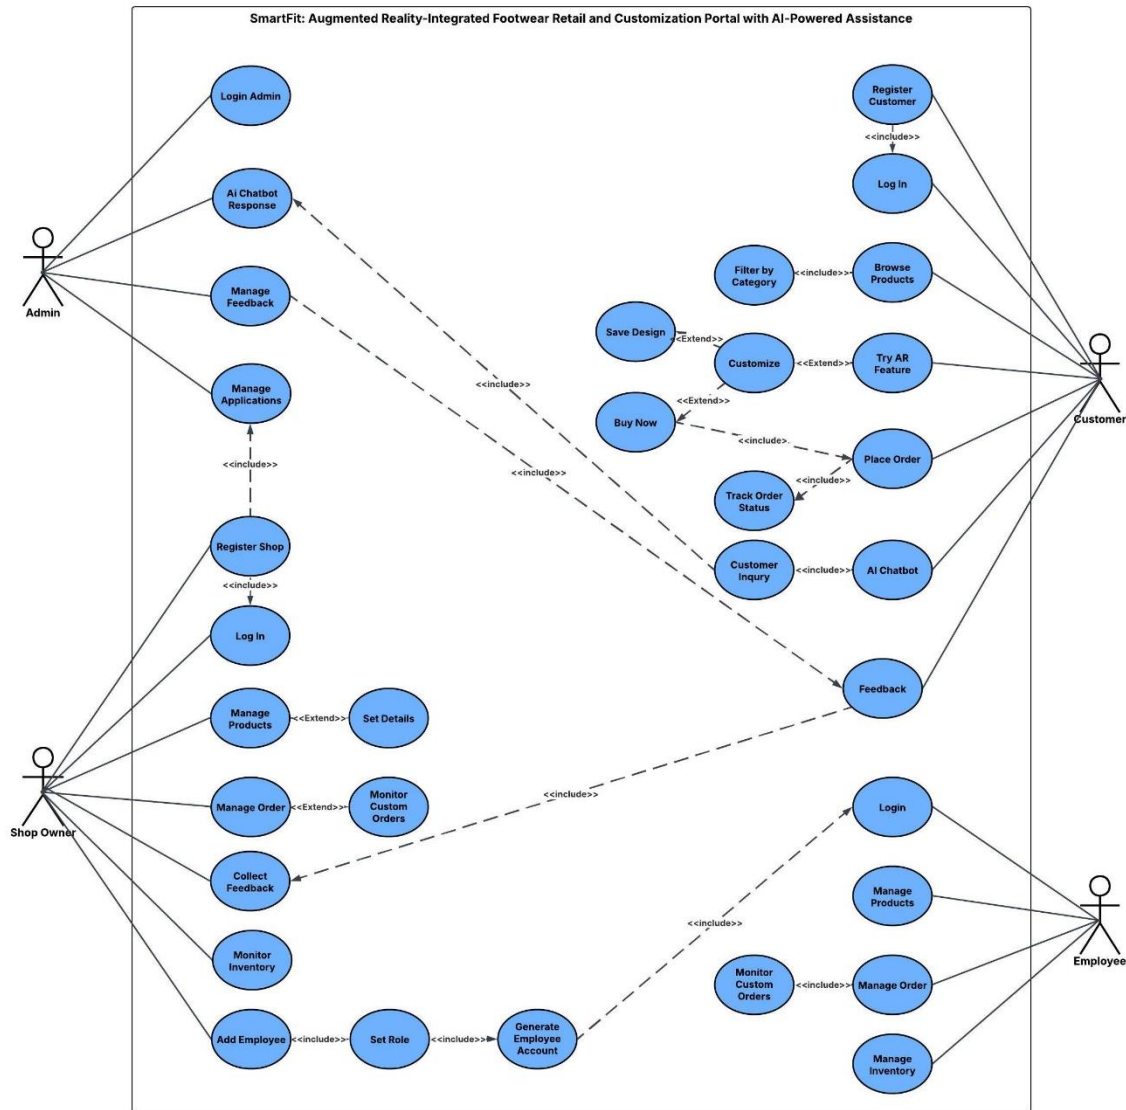 SmartFit: Augmented Reality-Integrated Footwear Retail and Customization Portal with AI-Powered Assistance
Login Admin
Register
Customer
<<include>>
Ai Chatbot
Response
Log In
Admin
Manage
Feedback
Filter by
Category
<<include>>
Browse
Products
Save Design
<<Extend>>
Customize
<<Extend>>
Try AR
Feature
Customer
Manage
Applications
<<include>>
<<Extend>>
Buy Now
<<include>
Place Order
<<include>>
<<include>>
<<include>>
Track Order
Status
Register Shop
<<include>>
Customer
Inqury
<<include>>
AI Chatbot
Log In
Feedback
Manage
Products
<<Extend>>
Set Details
Shop Owner
Manage Order
<<Extend>>
Monitor
Custom
Orders
<<include>>
Login
Collect
Feedback
Manage
Products
<<include>>
Employee
Monitor
Inventory
Monitor
Custom
Orders
<<include>>
Manage Order
Add Employee
<<include>>
Set Role
<<include>>
Generate
Employee
Account
Manage
Inventory